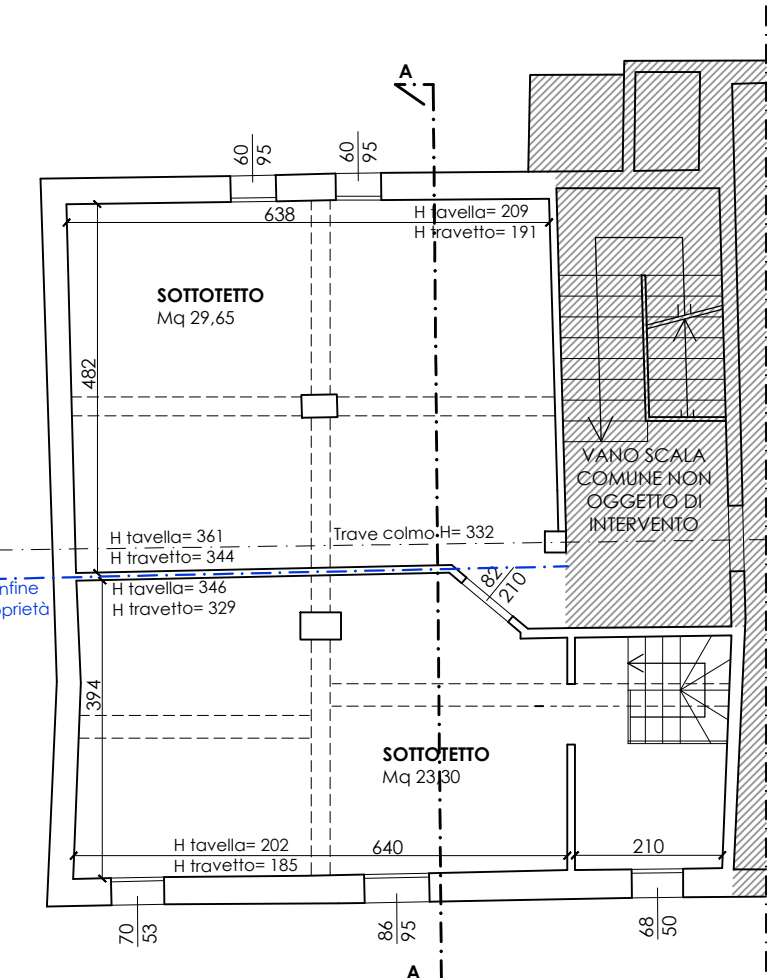 A
60
95
60
95
638
H tavella= 209
H travetto= 191
SOTTOTETTO
Mq 29,65
482
VANO SCALA
COMUNE NON
OGGETTO DI
INTERVENTO
H tavella= 361
H travetto= 344
Trave colmo H= 332
nfine
oprietà
H tavella= 346
H travetto= 329
82
210
394
SOTTOTETTO
Mq 23,30
H tavella= 202
H travetto= 185
640
210
70
53
86
95
68
50
A